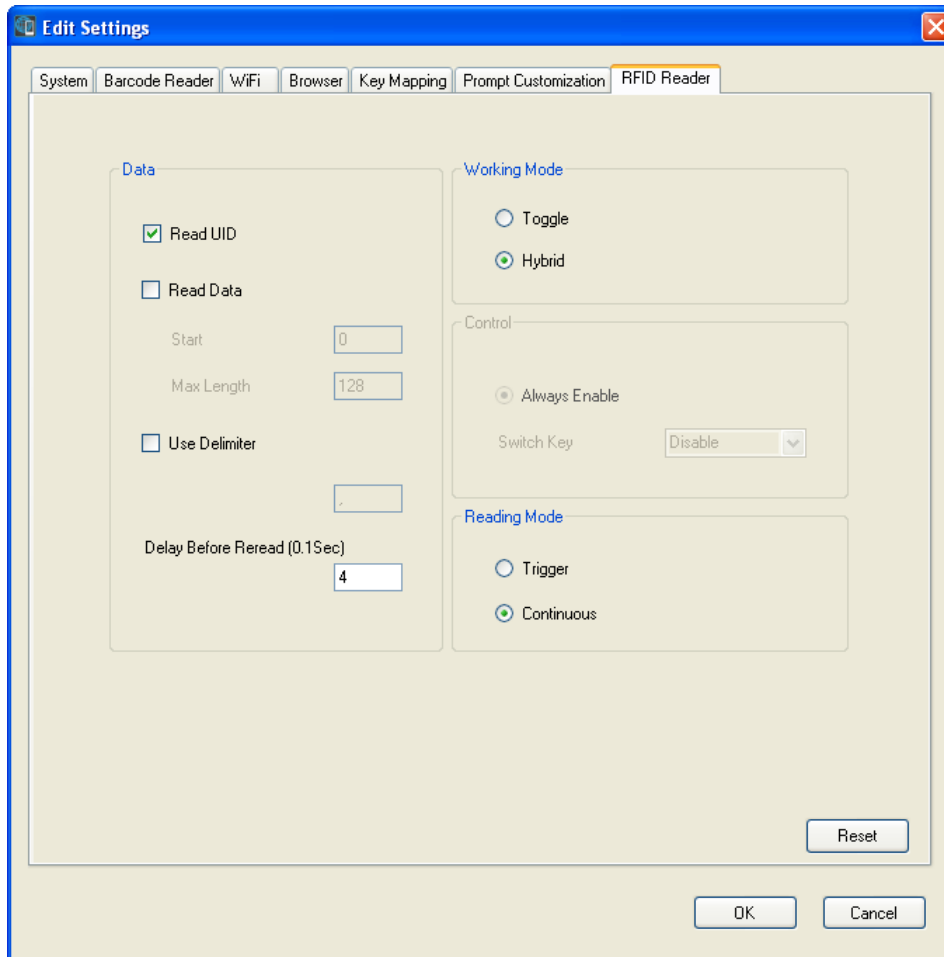 Edit Settings
System Barcode Reader WiFi Browser Key Mapping Prompt Customization RFID Reader
Data
Read UID
Read Data
Start 0
Max Length 128
Use Delimiter
,
Delay Before Reread (0.1Sec)
4
Working Mode
Toggle
Hybrid
Control
Always Enable
Switch Key Disable
Reading Mode
Trigger
Continuous
Reset
OK Cancel